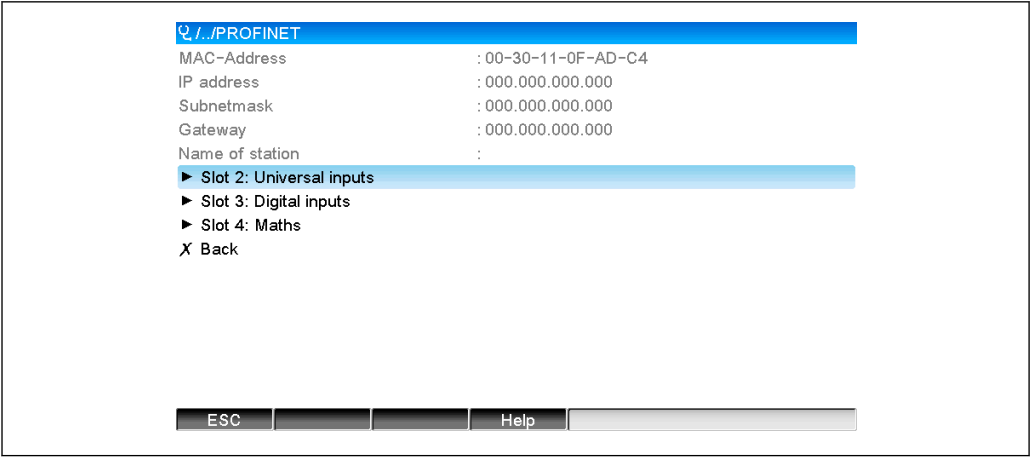 /../PROFINET
MAC-Address : 00-30-11-0F-AD-C4
IP address : 000.000.000.000
Subnetmask : 000.000.000.000
Gateway : 000.000.000.000
Name of station :
► Slot 2: Universal inputs
► Slot 3: Digital inputs
► Slot 4: Maths
X Back
ESC Help